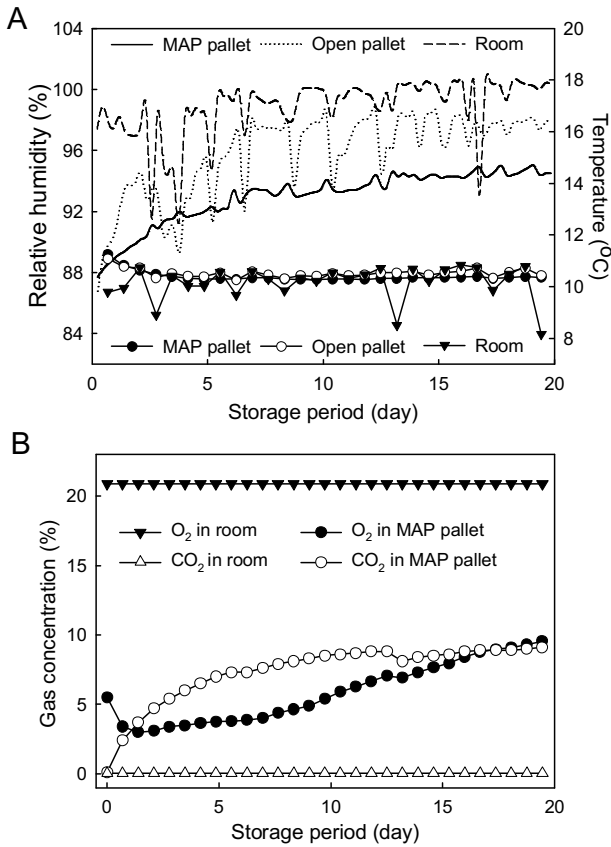 A
104
100
96
92
88
84
Relative humidity (%)
MAP pallet
Open pallet
Room
20
18
16
14
12
10
8
Temperature (⁰C)
MAP pallet
Open pallet
Room
0
5
10
15
20
Storage period (day)
B
20
15
10
5
0
Gas concentration (%)
O₂ in room
O₂ in MAP pallet
CO₂ in room
CO₂ in MAP pallet
0
5
10
15
20
Storage period (day)